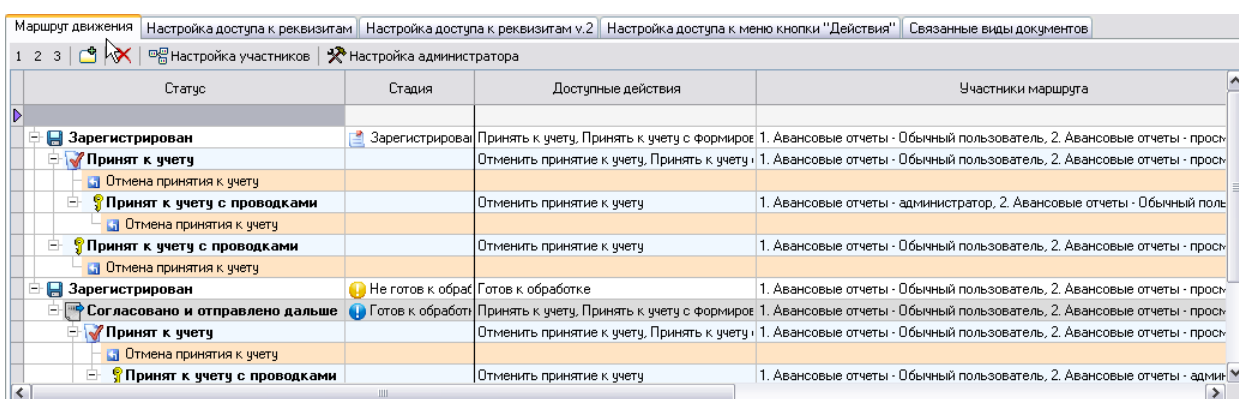 Маршрут движения Настройка доступа к реквизитам Настройка доступа к реквизитам v.2 Настройка доступа к меню кнопки "Действия" Связанные виды документов
1 2 3 Настройка участников Настройка администратора
Статус Стадия Доступные действия Участники маршрута
Зарегистрирован Зарегистрирован Принять к учету, Принять к учету с формиров 1. Авансовые отчеты - Обычный пользователь, 2. Авансовые отчеты - просм
Принят к учету Отменить принятие к учету, Принять к учету 1. Авансовые отчеты - Обычный пользователь, 2. Авансовые отчеты - просм
Отмена принятия к учету
Принят к учету с проводками Отменить принятие к учету 1. Авансовые отчеты - администратор, 2. Авансовые отчеты - Обычный поль
Отмена принятия к учету
Принят к учету с проводками Отменить принятие к учету 1. Авансовые отчеты - Обычный пользователь, 2. Авансовые отчеты - просм
Отмена принятия к учету
Зарегистрирован Не готов к обраб Готов к обработке 1. Авансовые отчеты - Обычный пользователь, 2. Авансовые отчеты - просм
Согласовано и отправлено дальше Готов к обработк Принять к учету, Принять к учету с формиров 1. Авансовые отчеты - Обычный пользователь, 2. Авансовые отчеты - просм
Принят к учету Отменить принятие к учету, Принять к учету 1. Авансовые отчеты - Обычный пользователь, 2. Авансовые отчеты - просм
Отмена принятия к учету
Принят к учету с проводками Отменить принятие к учету 1. Авансовые отчеты - Обычный пользователь, 2. Авансовые отчеты - админ